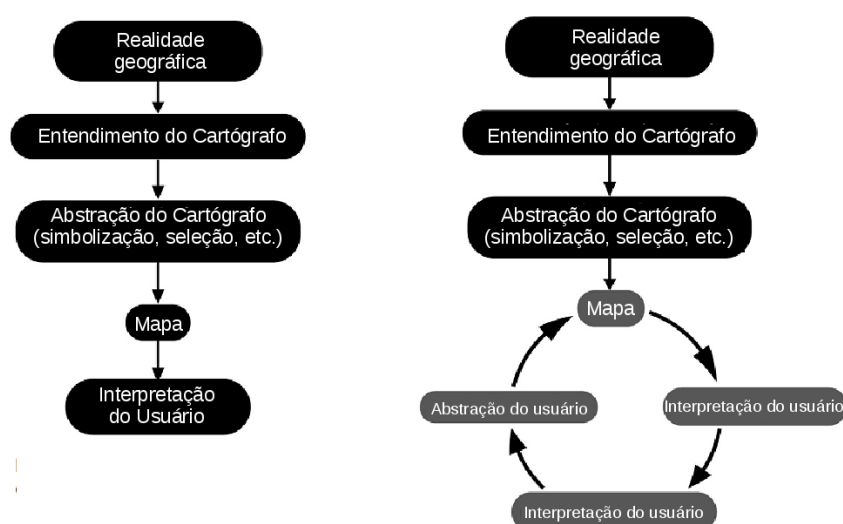 Realidade
geográfica
Entendimento do Cartógrafo
Abstração do Cartógrafo
(simbolização, seleção, etc.)
Mapa
Interpretação
do Usuário
Realidade
geográfica
Entendimento do Cartógrafo
Abstração do Cartógrafo
(simbolização, seleção, etc.)
Mapa
Abstração do usuário
Interpretação do usuário
Interpretação do usuário